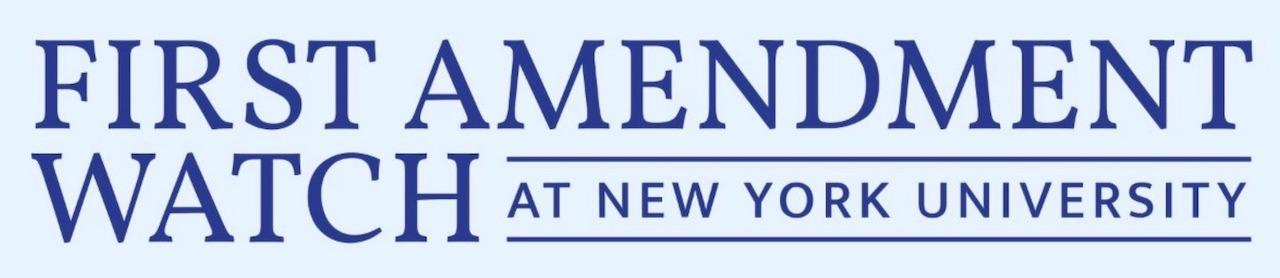 FIRST AMENDMENT
WATCH AT NEW YORK UNIVERSITY